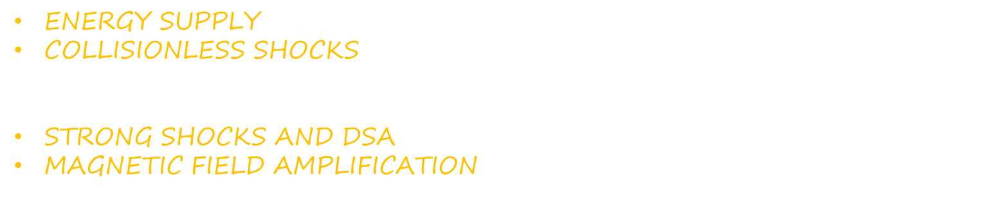 • ENERGY SUPPLY
• COLLISIONLESS SHOCKS
• STRONG SHOCKS AND DSA
• MAGNETIC FIELD AMPLIFICATION